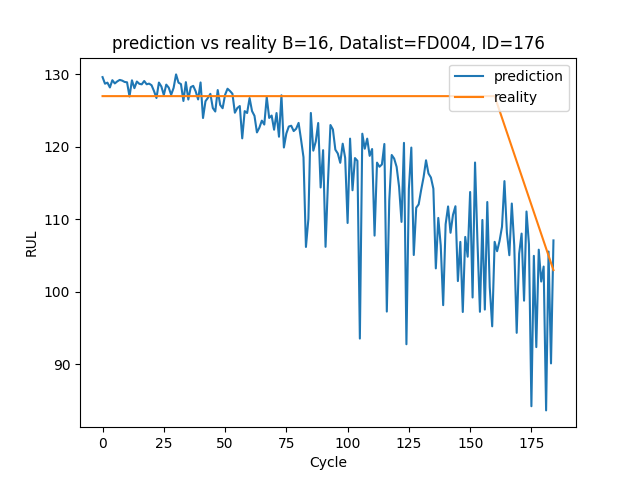 prediction vs reality B=16, Datalist=FD004, ID=176
prediction
reality
RUL
130
120
110
100
90
0 25 50 75 100 125 150 175
Cycle